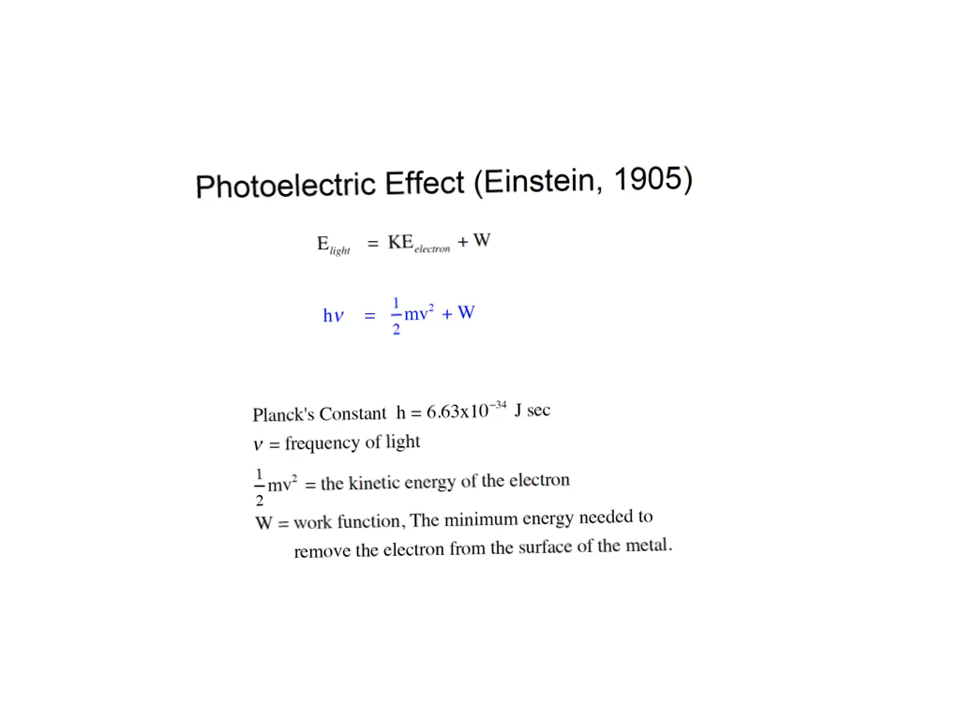 Photoelectric Effect (Einstein, 1905)
E_light = KE_electron + W
hν = 1/2 mv² + W
Planck's Constant h = 6.63x10⁻³⁴ J sec
ν = frequency of light
1/2 mv² = the kinetic energy of the electron
W = work function, The minimum energy needed to
remove the electron from the surface of the metal.